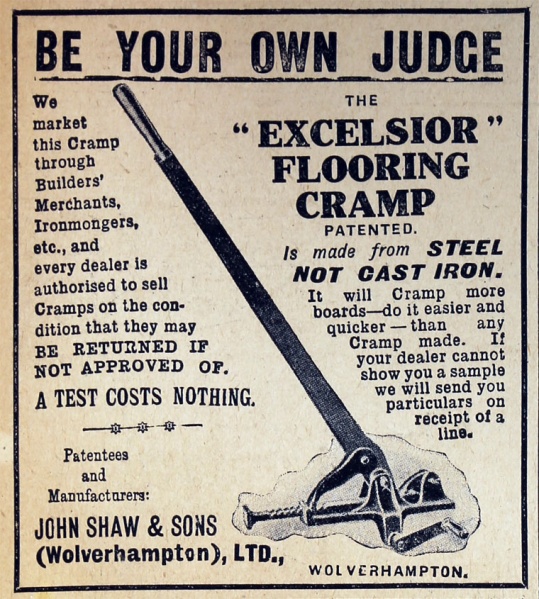 BE YOUR OWN JUDGE
We
market
this Cramp
through
Builders'
Merchants,
Ironmongers,
etc., and
every dealer is
authorised to sell
Cramps on the con-
dition that they may
BE RETURNED IF
NOT APPROVED OF.
A TEST COSTS NOTHING.
Patentees
and
Manufacturers:
JOHN SHAW & SONS
(Wolverhampton), LTD.,
THE
"EXCELSIOR"
FLOORING
CRAMP
PATENTED.
Is made from STEEL
NOT CAST IRON.
It will Cramp more
boards—do it easier and
quicker—than any
Cramp made. If
your dealer cannot
show you a sample
we will send you
particulars on
receipt of a
line.
WOLVERHAMPTON.